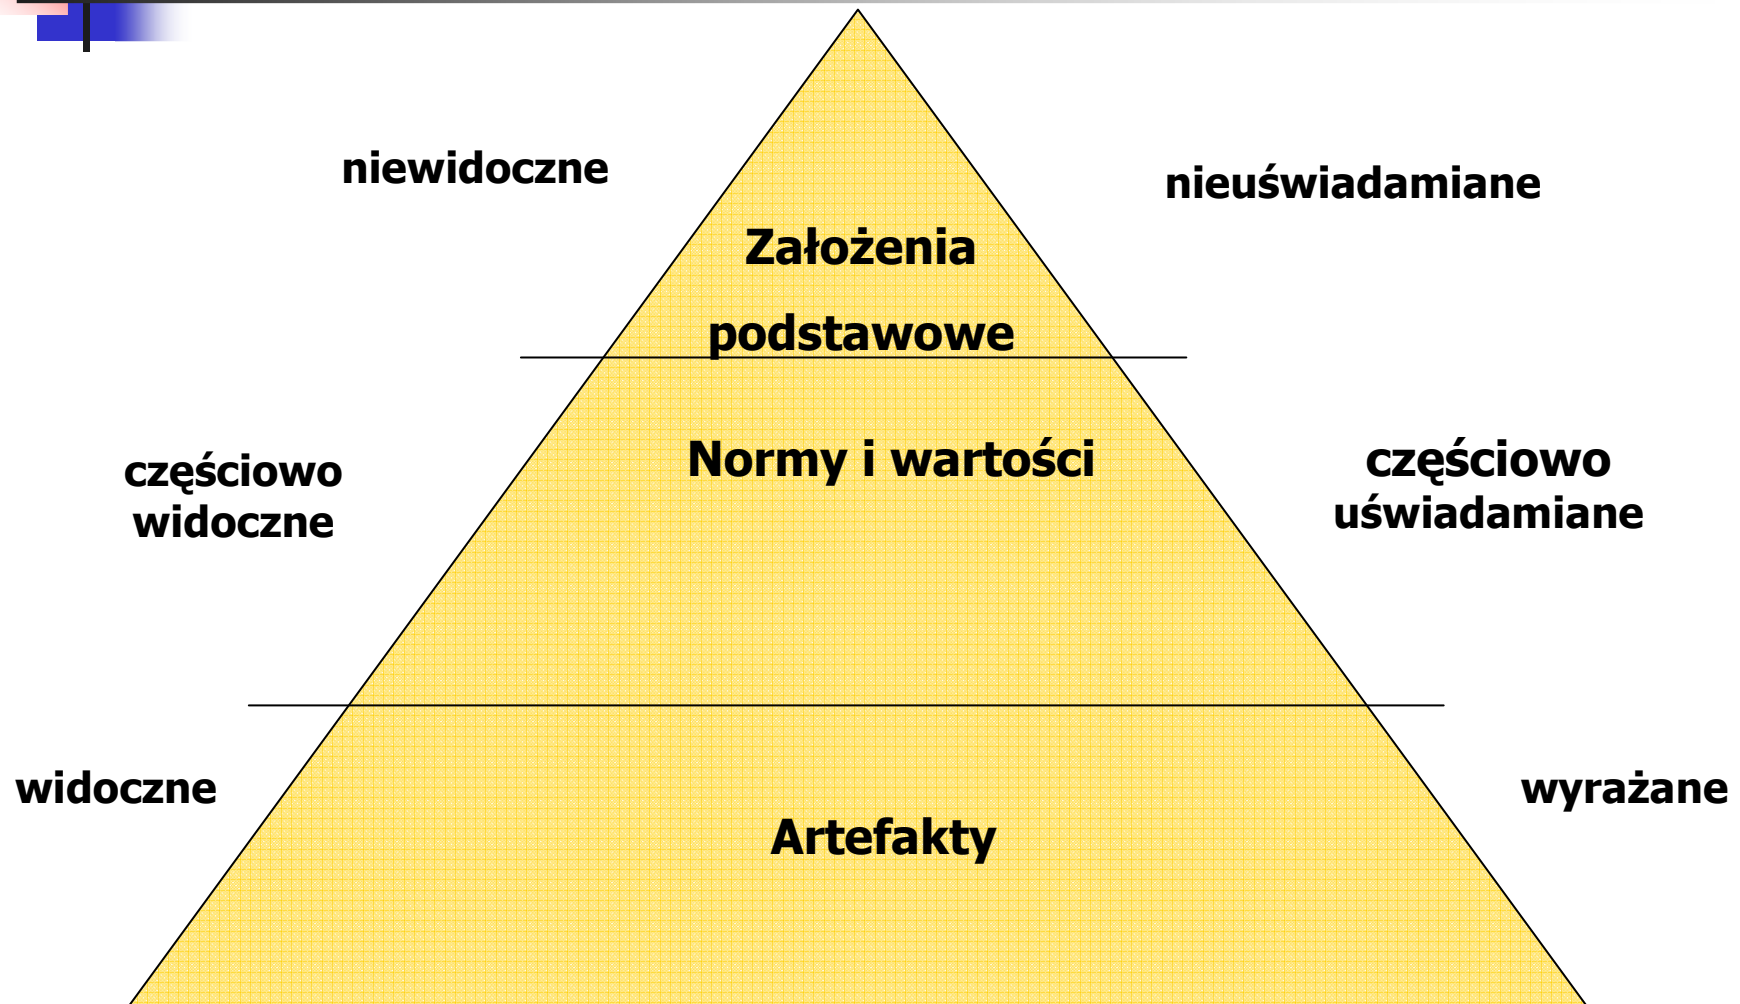 niewidoczne
nieuświadamiane
Założenia
podstawowe
Normy i wartości
częściowo
widoczne
częściowo
uświadamiane
widoczne
wyrażane
Artefakty